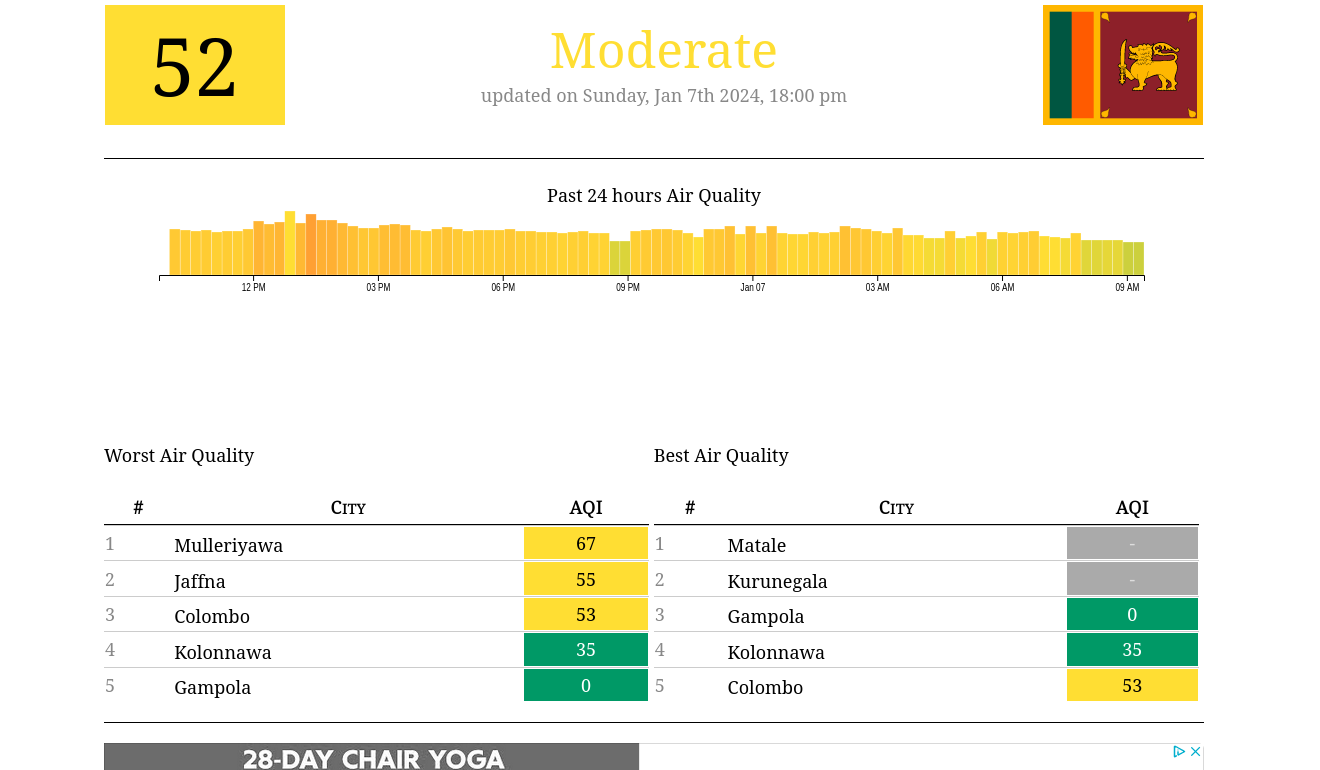 52
Moderate
updated on Sunday, Jan 7th 2024, 18:00 pm
Past 24 hours Air Quality
12 PM 03 PM 06 PM 09 PM Jan 07 03 AM 06 AM 09 AM
Worst Air Quality
# City AQI
1 Mulleriyawa 67
2 Jaffna 55
3 Colombo 53
4 Kolonnawa 35
5 Gampola 0
Best Air Quality
# City AQI
1 Matale -
2 Kurunegala -
3 Gampola 0
4 Kolonnawa 35
5 Colombo 53
28-DAY CHAIR YOGA